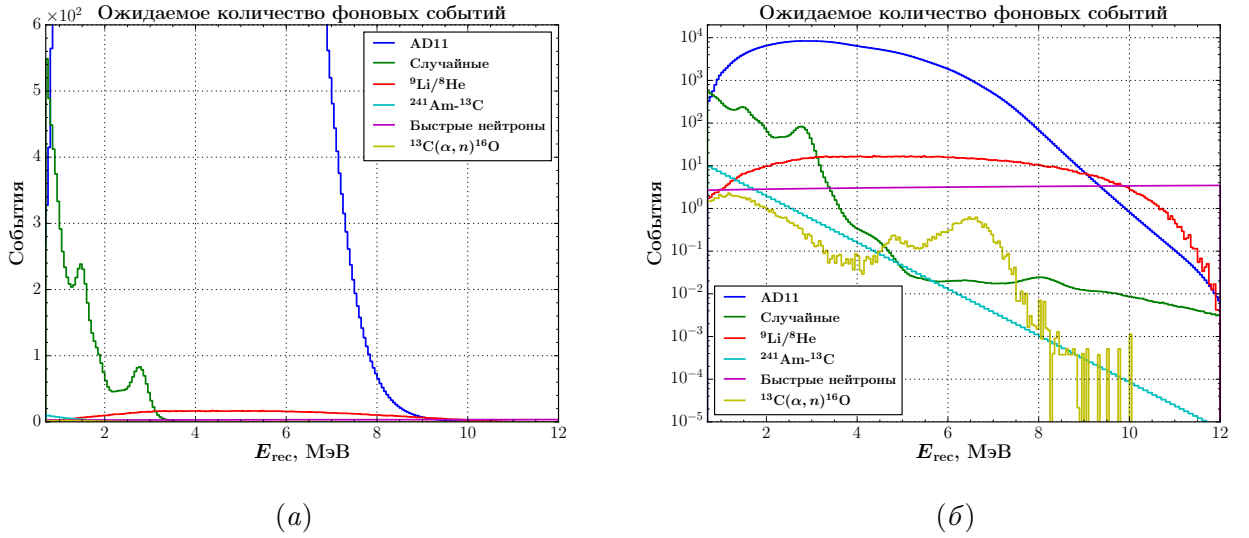 Ожидаемое количество фоновых событий
×10²
6
5
4
3
2
1
0
События
2
4
6
8
10
12
E_rec, МэВ
AD11
Случайные
⁹Li/⁸He
²⁴¹Am-¹³C
Быстрые нейтроны
¹³C(α, n)¹⁶O
(а)
Ожидаемое количество фоновых событий
10⁴
10³
10²
10¹
10⁰
10⁻¹
10⁻²
10⁻³
10⁻⁴
10⁻⁵
События
2
4
6
8
10
12
E_rec, МэВ
AD11
Случайные
⁹Li/⁸He
²⁴¹Am-¹³C
Быстрые нейтроны
¹³C(α, n)¹⁶O
(б)